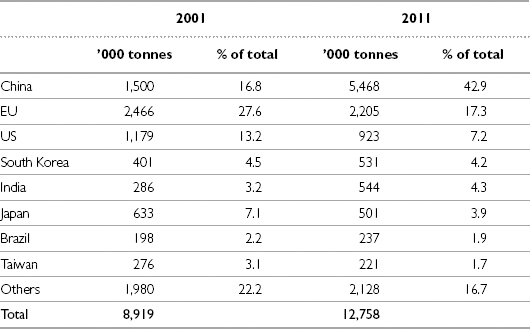 2001 2011
’000 tonnes % of total ’000 tonnes % of total
China 1,500 16.8 5,468 42.9
EU 2,466 27.6 2,205 17.3
US 1,179 13.2 923 7.2
South Korea 401 4.5 531 4.2
India 286 3.2 544 4.3
Japan 633 7.1 501 3.9
Brazil 198 2.2 237 1.9
Taiwan 276 3.1 221 1.7
Others 1,980 22.2 2,128 16.7
Total 8,919 12,758